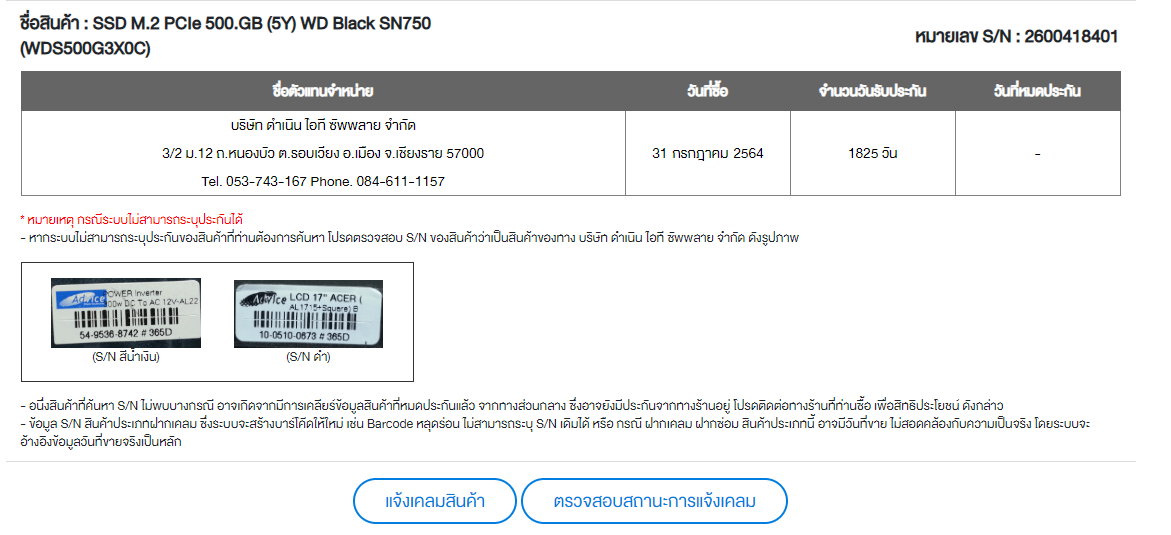 ชื่อสินค้า : SSD M.2 PCIe 500.GB (5Y) WD Black SN750
(WDS500G3X0C)
หมายเลข S/N : 2600418401
ชื่อตัวแทนจำหน่าย วันที่ซื้อ จำนวนวันรับประกัน วันที่หมดประกัน
บริษัท ดำเนิน ไอที ซัพพลาย จำกัด
3/2 ม.12 ถ.หนองบัว ต.รอบเวียง อ.เมือง จ.เชียงราย 57000 31 กรกฎาคม 2564 1825 วัน -
Tel. 053-743-167 Phone. 084-611-1157
* หมายเหตุ กรณีระบบไม่สามารถระบุประกันได้
- หากระบบไม่สามารถระบุประกันของสินค้าที่ท่านต้องการค้นหา โปรดตรวจสอบ S/N ของสินค้าว่าเป็นสินค้าของทาง บริษัท ดำเนิน ไอที ซัพพลาย จำกัด ดังรูปภาพ
Advice POWER Inverter
00w DC To AC 12V-AL22
54-9536-8742 # 365D
(S/N สีน้ำเงิน)
Advice LCD 17" ACER (
AL1715+Square) B
10-0510-0673 # 365D
(S/N ดำ)
- อนึ่งสินค้าที่ค้นหา S/N ไม่พบบางกรณี อาจเกิดจากมีการเคลียร์ข้อมูลสินค้าที่หมดประกันแล้ว จากทางส่วนกลาง ซึ่งอาจยังมีประกันจากทางร้านอยู่ โปรดติดต่อทางร้านที่ท่านซื้อ เพื่อสิทธิประโยชน์ ดังกล่าว
- ข้อมูล S/N สินค้าประเภทฝากเคลม ซึ่งระบบจะสร้างบาร์โค๊ดให้ใหม่ เช่น Barcode หลุดร่อน ไม่สามารถระบุ S/N เดิมได้ หรือ กรณี ฝากเคลม ฝากซ่อม สินค้าประเภทนี้ อาจมีวันที่ขาย ไม่สอดคล้องกับความเป็นจริง โดยระบบจะ
อ้างอิงข้อมูลวันที่ขายจริงเป็นหลัก
แจ้งเคลมสินค้า
ตรวจสอบสถานะการแจ้งเคลม